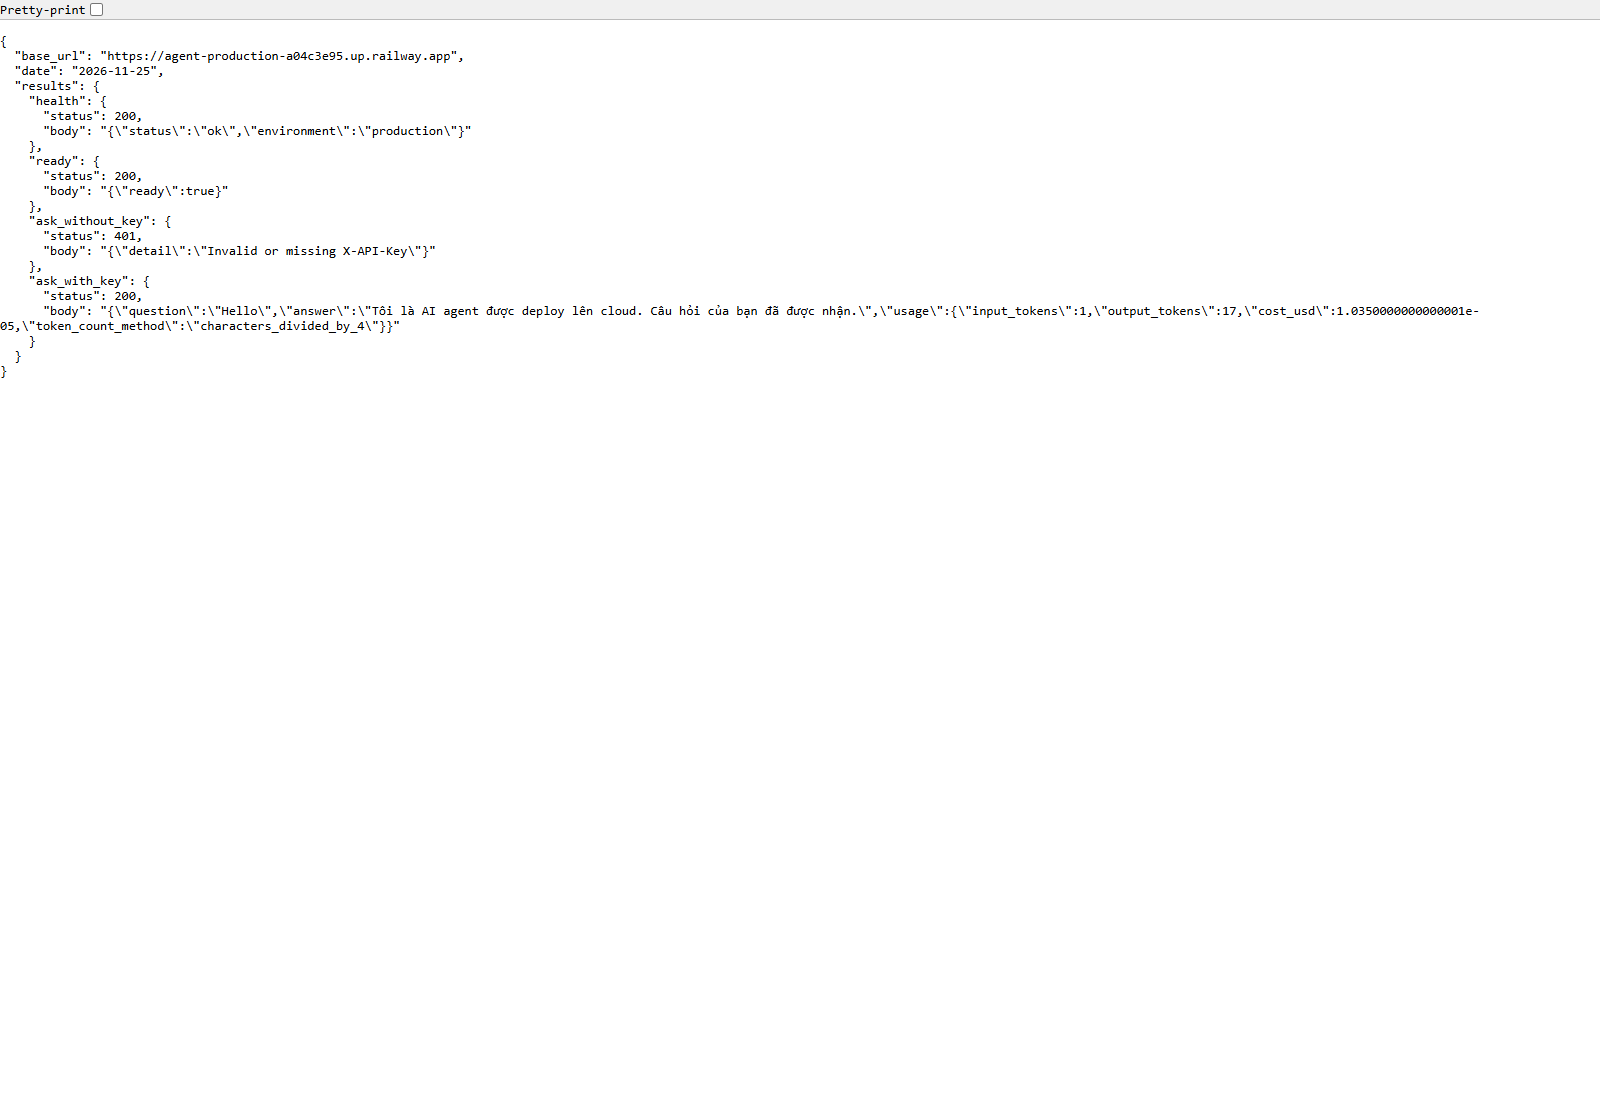 Pretty-print
{
  "base_url": "https://agent-production-a04c3e95.up.railway.app",
  "date": "2026-11-25",
  "results": {
    "health": {
      "status": 200,
      "body": "{\"status\":\"ok\",\"environment\":\"production\"}"
    },
    "ready": {
      "status": 200,
      "body": "{\"ready\":true}"
    },
    "ask_without_key": {
      "status": 401,
      "body": "{\"detail\":\"Invalid or missing X-API-Key\"}"
    },
    "ask_with_key": {
      "status": 200,
      "body": "{\"question\":\"Hello\",\"answer\":\"Tôi là AI agent được deploy lên cloud. Câu hỏi của bạn đã được nhận.\",\"usage\":{\"input_tokens\":1,\"output_tokens\":17,\"cost_usd\":1.0350000000000001e-
05,\"token_count_method\":\"characters_divided_by_4\"}}"
    }
  }
}